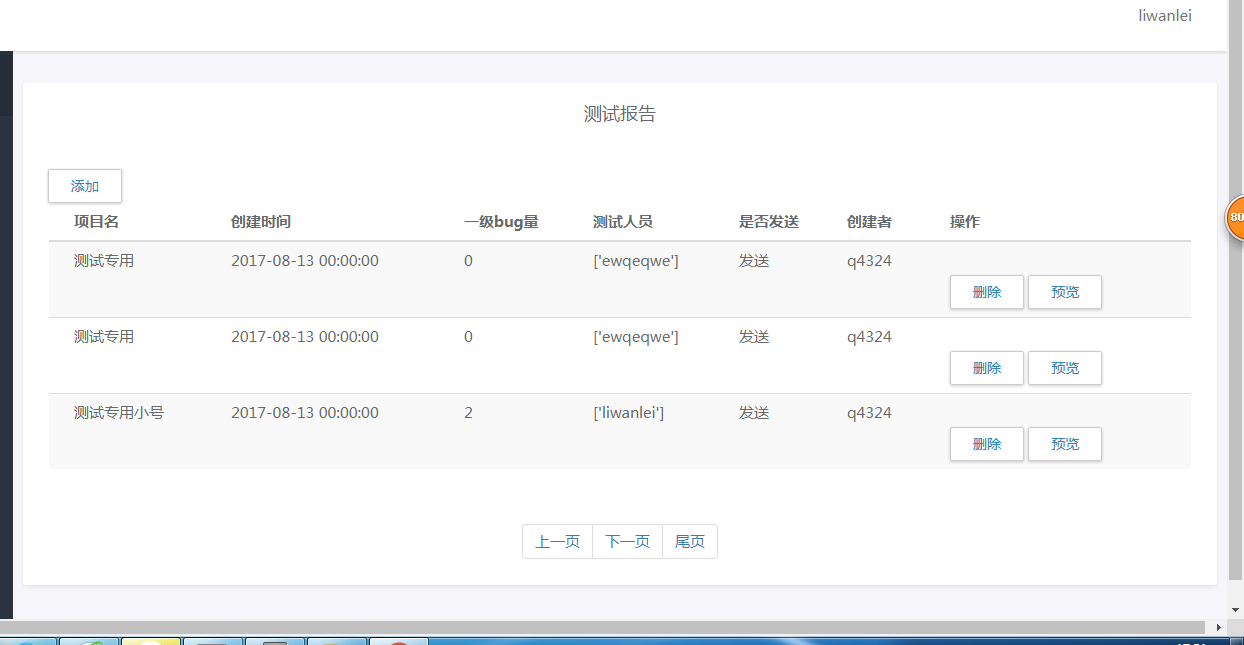 liwanlei
测试报告
添加
项目名 创建时间 一级bug量 测试人员 是否发送 创建者 操作
测试专用 2017-08-13 00:00:00 0 ['ewqeqwe'] 发送 q4324
删除 预览
测试专用 2017-08-13 00:00:00 0 ['ewqeqwe'] 发送 q4324
删除 预览
测试专用小号 2017-08-13 00:00:00 2 ['liwanlei'] 发送 q4324
删除 预览
上一页 下一页 尾页
80